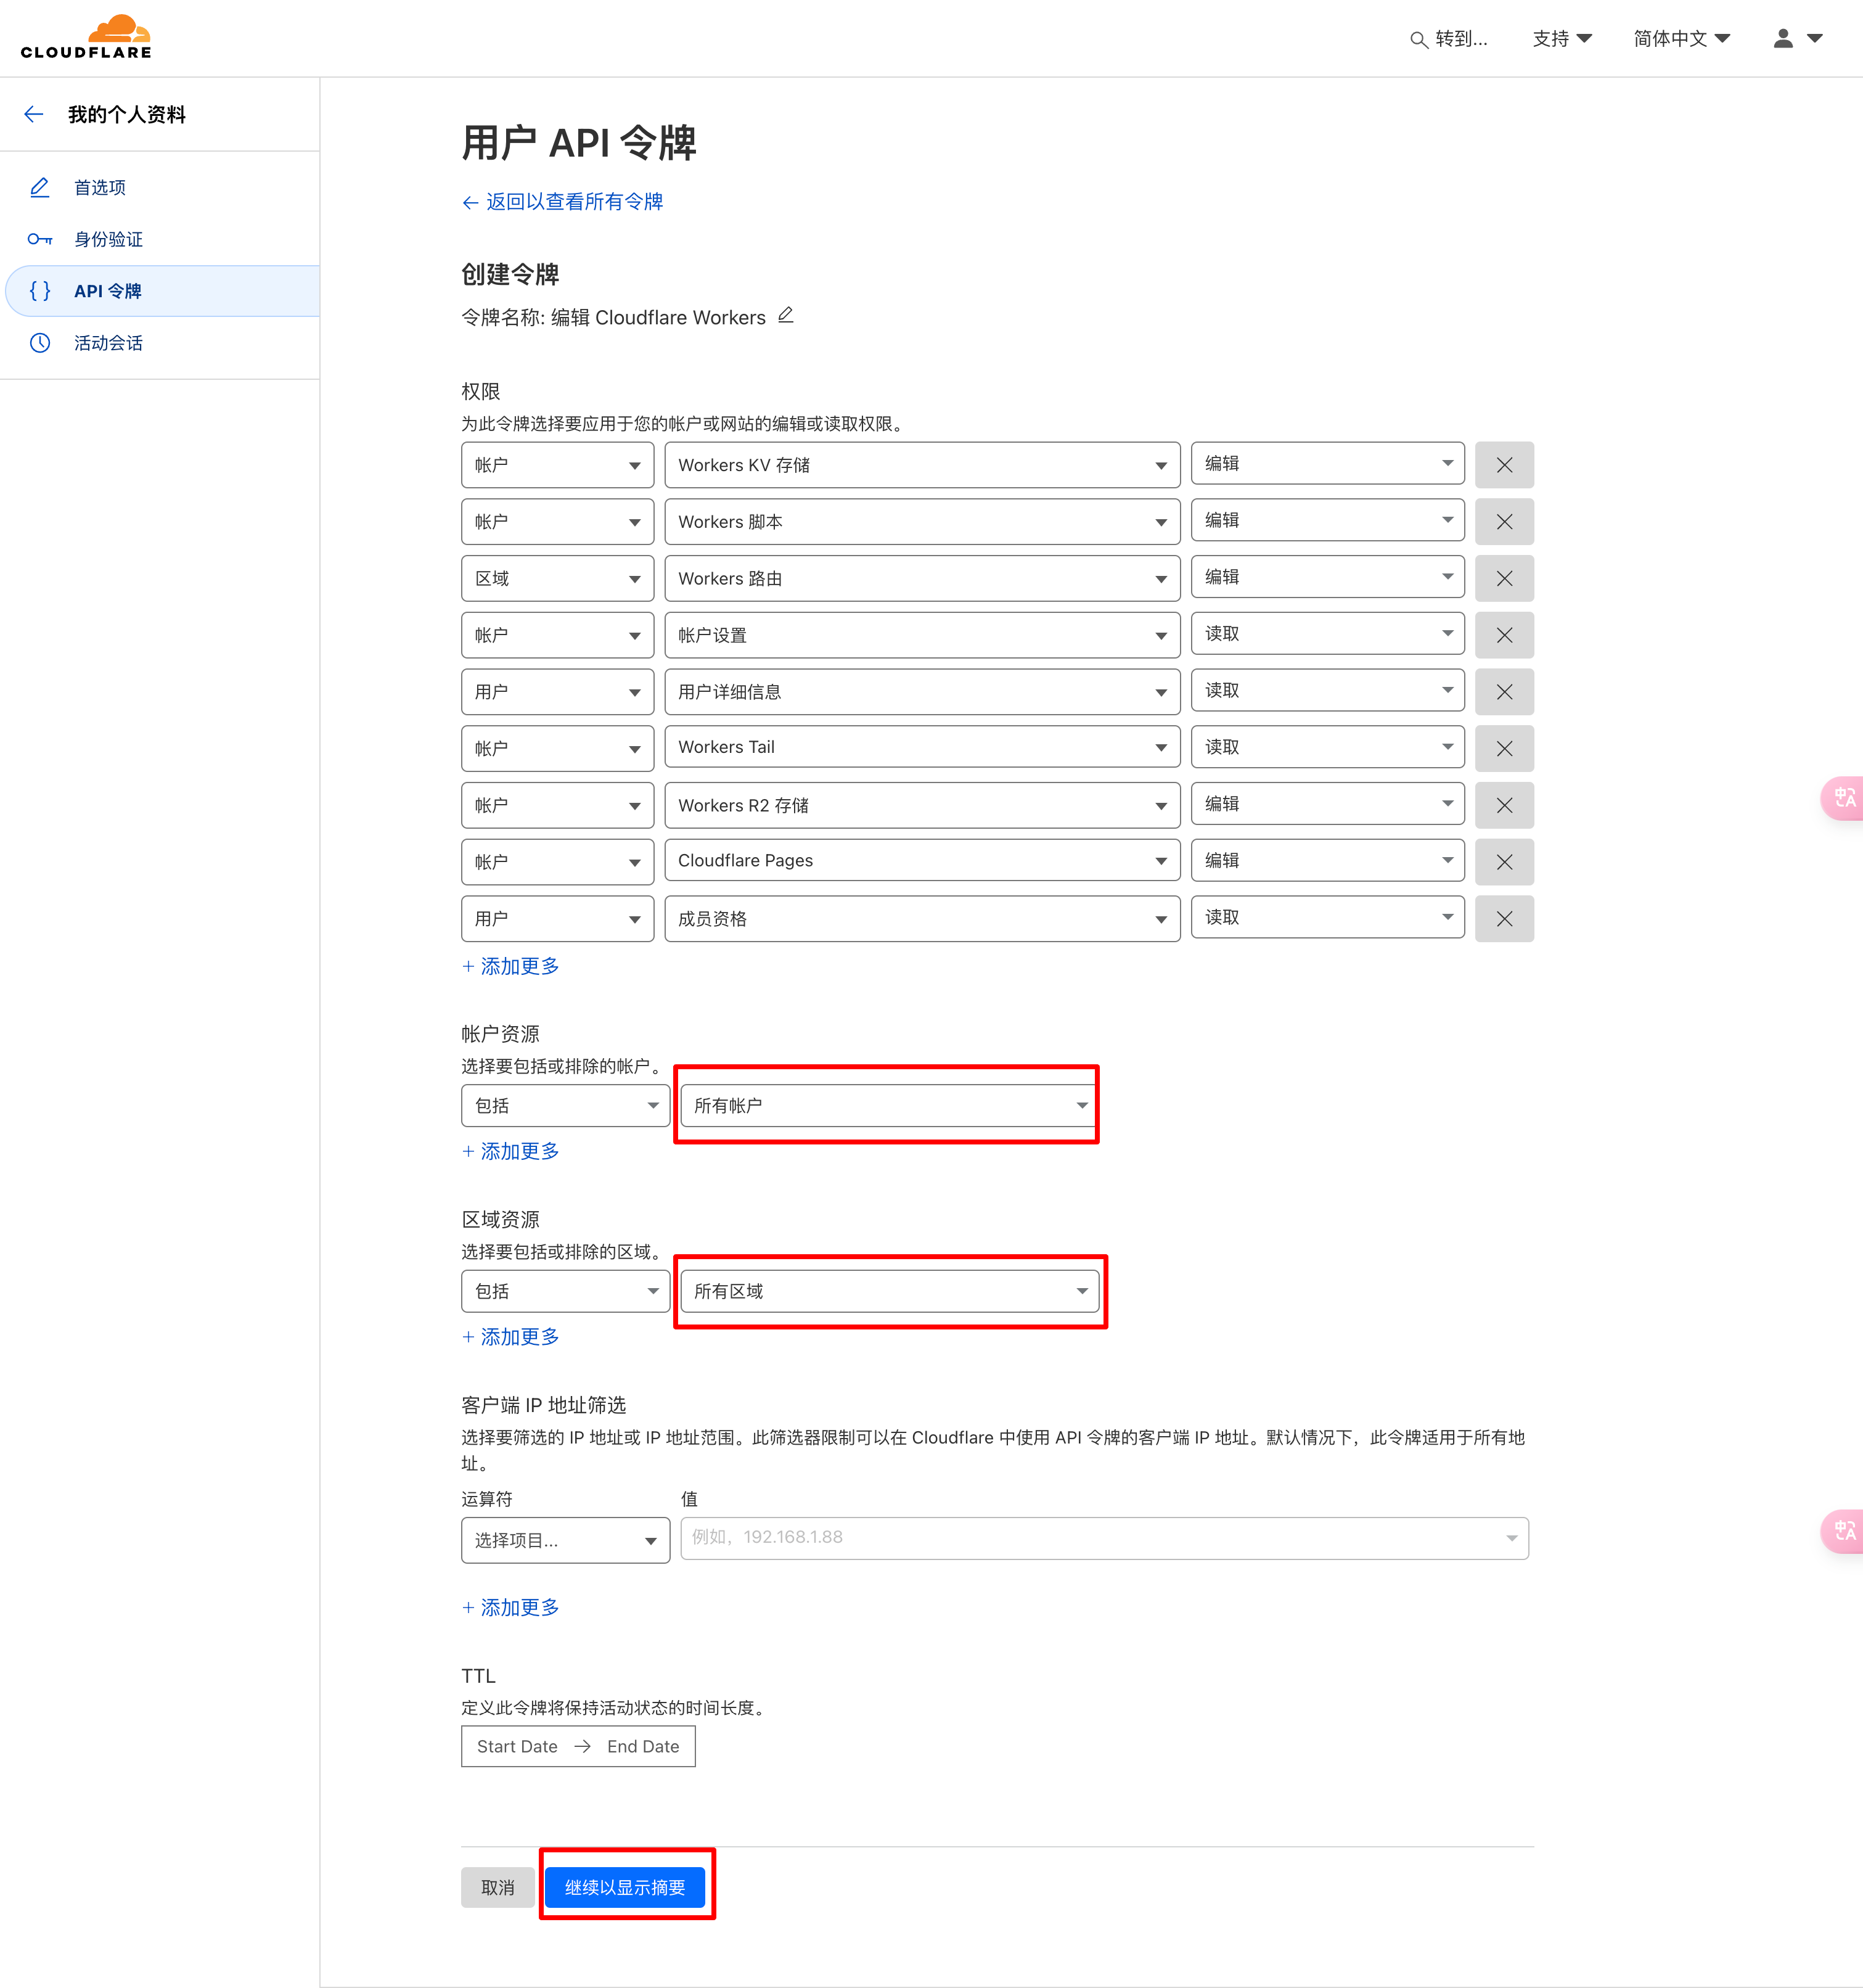 CLOUDFLARE
转到...
支持
简体中文
我的个人资料
首选项
身份验证
API 令牌
活动会话
用户 API 令牌
← 返回以查看所有令牌
创建令牌
令牌名称: 编辑 Cloudflare Workers
权限
为此令牌选择要应用于您的帐户或网站的编辑或读取权限。
帐户 Workers KV 存储 编辑
帐户 Workers 脚本 编辑
区域 Workers 路由 编辑
帐户 帐户设置 读取
用户 用户详细信息 读取
帐户 Workers Tail 读取
帐户 Workers R2 存储 编辑
帐户 Cloudflare Pages 编辑
用户 成员资格 读取
+ 添加更多
帐户资源
选择要包括或排除的帐户。
包括 所有帐户
+ 添加更多
区域资源
选择要包括或排除的区域。
包括 所有区域
+ 添加更多
客户端 IP 地址筛选
选择要筛选的 IP 地址或 IP 地址范围。此筛选器限制可以在 Cloudflare 中使用 API 令牌的客户端 IP 地址。默认情况下，此令牌适用于所有地
址。
运算符 值
选择项目... 例如，192.168.1.88
+ 添加更多
TTL
定义此令牌将保持活动状态的时间长度。
Start Date → End Date
取消 继续以显示摘要